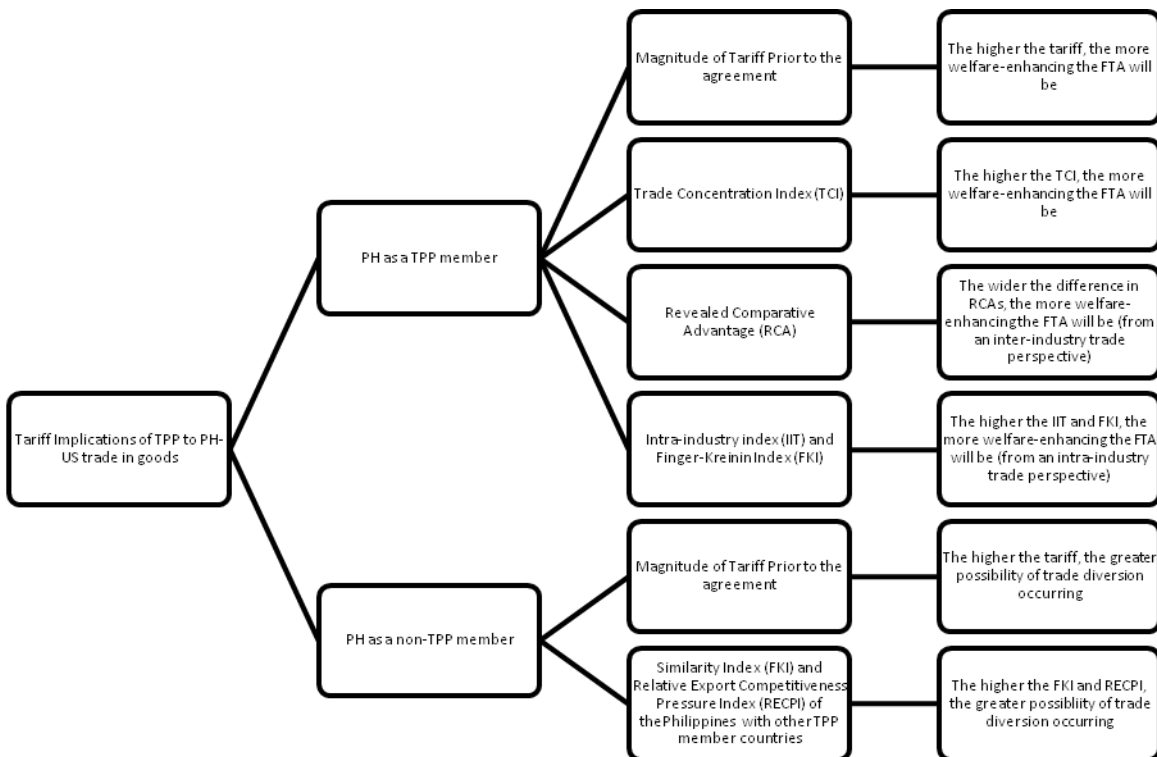 Tariff Implications of TPP to PH-
US trade in goods
PH as a TPP member
Magnitude of Tariff Prior to the
agreement
The higher the tariff, the more
welfare-enhancing the FTA will
be
Trade Concentration Index (TCI)
The higher the TCI, the more
welfare-enhancing the FTA will
be
Revealed Comparative
Advantage (RCA)
The wider the difference in
RCAs, the more welfare-
enhancing the FTA will be (from
an inter-industry trade
perspective)
Intra-industry index (IIT) and
Finger-Kreinin Index (FKI)
The higher the IIT and FKI, the
more welfare-enhancing the FTA
will be (from an intra-industry
trade perspective)
PH as a non-TPP member
Magnitude of Tariff Prior to the
agreement
The higher the tariff, the greater
possibility of trade diversion
occurring
Similarity Index (FKI) and
Relative Export Competitiveness
Pressure Index (RECPI) of
the Philippines with other TPP
member countries
The higher the FKI and RECPI,
the greater possibliity of trade
diversion occurring